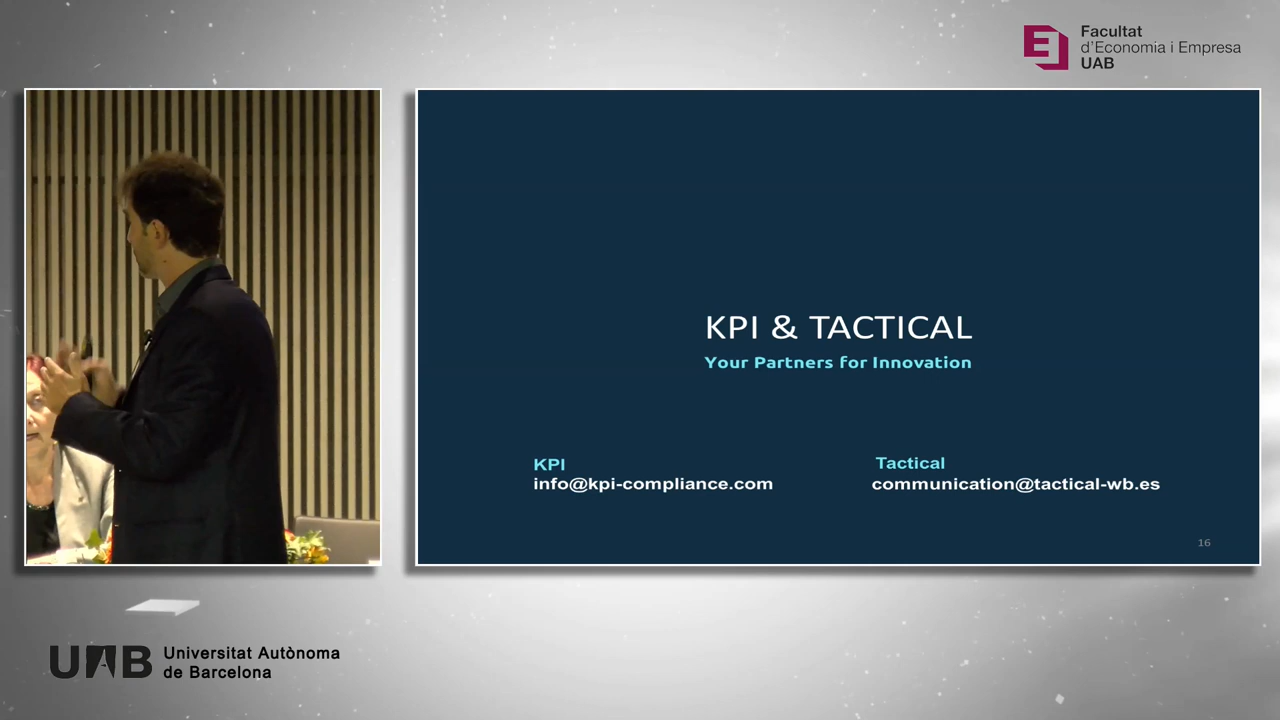 Facultat
d'Economia i Empresa
UAB
KPI & TACTICAL
Your Partners for Innovation
KPI
info@kpi-compliance.com
Tactical
communication@tactical-wb.es
16
UAB
Universitat Autònoma
de Barcelona